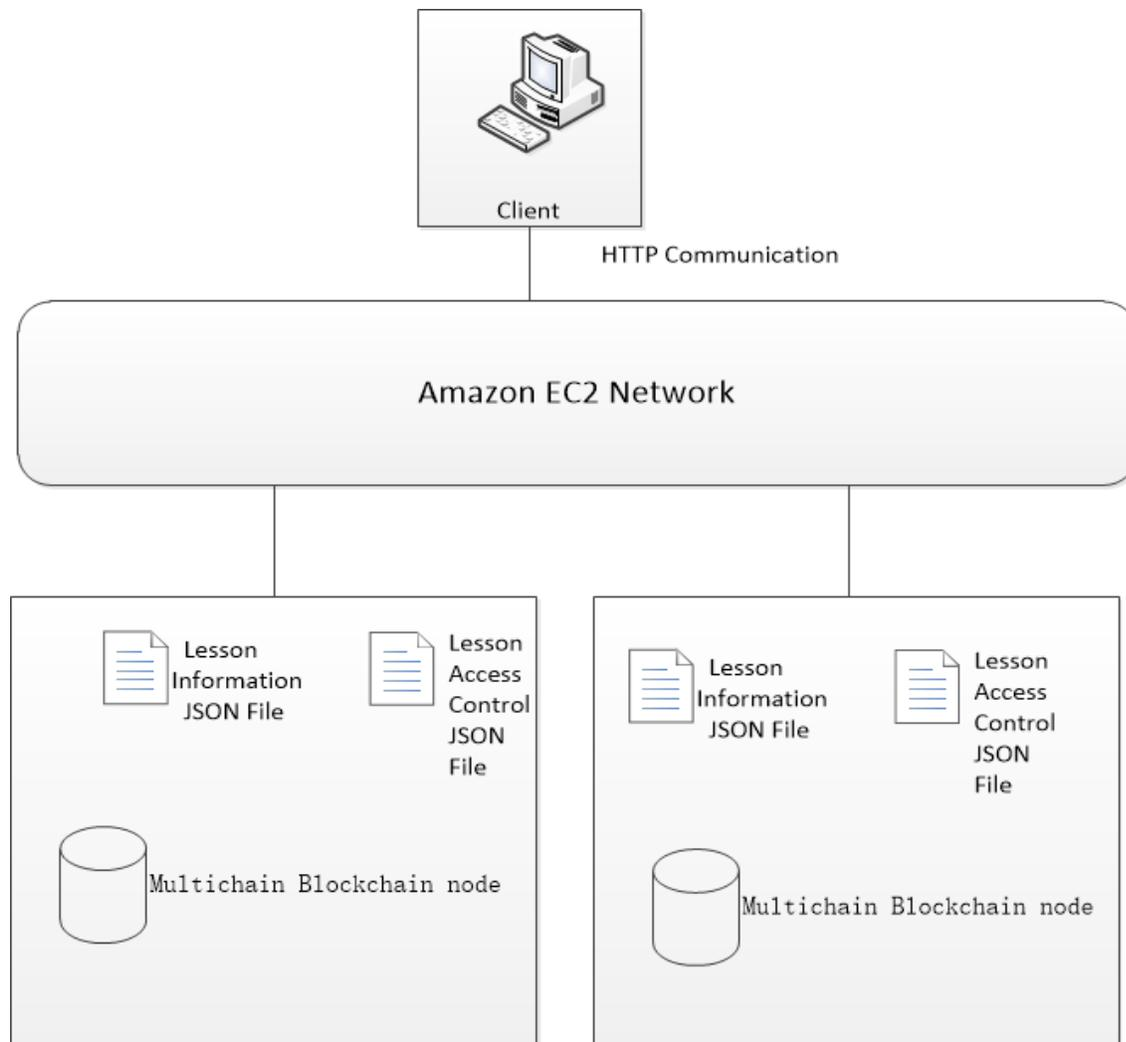 Client
HTTP Communication
Amazon EC2 Network
Lesson
Information
JSON File
Lesson
Access
Control
JSON
File
Multichain Blockchain node
Lesson
Information
JSON File
Lesson
Access
Control
JSON
File
Multichain Blockchain node